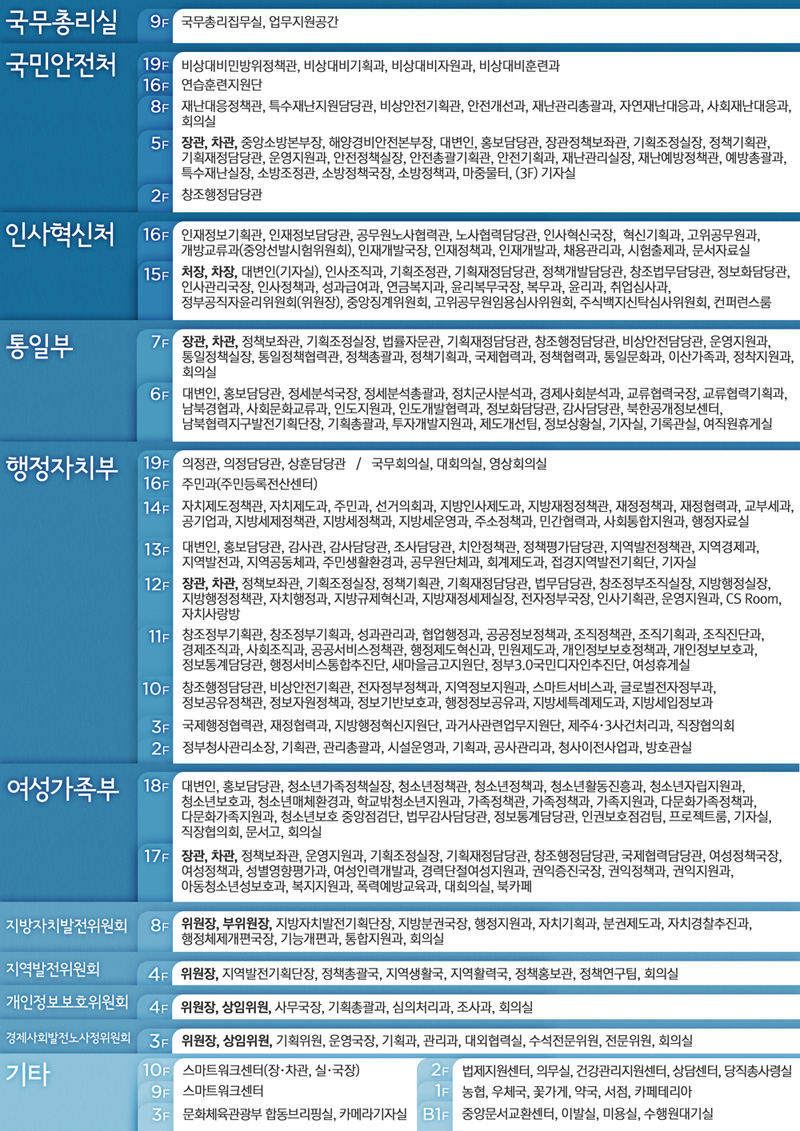 국무총리실
9F 국무총리집무실, 업무지원공간
국민안전처
19F 비상대비민방위정책관, 비상대비기획과, 비상대비자원과, 비상대비훈련과
16F 연습훈련지원단
8F 재난대응정책관, 특수재난지원담당관, 비상안전기획관, 안전개선과, 재난관리총괄과, 자연재난대응과, 사회재난대응과,
회의실
5F 장관, 차관, 중앙소방본부장, 해양경비안전본부장, 대변인, 홍보담당관, 장관정책보좌관, 기획조정실장, 정책기획관,
기획재정담당관, 운영지원과, 안전정책실장, 안전총괄기획관, 안전기획과, 재난관리실장, 재난예방정책관, 예방총괄과,
특수재난실장, 소방조정관, 소방정책국장, 소방정책과, 마중물터, (3F) 기자실
2F 창조행정담당관
인사혁신처
16F 인재정보기획관, 인재정보담당관, 공무원노사협력관, 노사협력담당관, 인사혁신국장, 혁신기획과, 고위공무원과,
개방교류과(중앙선발시험위원회), 인재개발국장, 인재정책과, 인재개발과, 채용관리과, 시험출제과, 문서자료실
15F 처장, 차장, 대변인(기자실), 인사조직과, 기획조정관, 기획재정담당관, 정책개발담당관, 창조법무담당관, 정보화담당관,
인사관리국장, 인사정책과, 성과급여과, 연금복지과, 윤리복무국장, 복무과, 윤리과, 취업심사과,
정부공직자윤리위원회(위원장), 중앙징계위원회, 고위공무원임용심사위원회, 주식백지신탁심사위원회, 컨퍼런스룸
통일부
7F 장관, 차관, 정책보좌관, 기획조정실장, 법률자문관, 기획재정담당관, 창조행정담당관, 비상안전담당관, 운영지원과,
통일정책실장, 통일정책협력관, 정책총괄과, 정책기획과, 국제협력과, 정책협력과, 통일문화과, 이산가족과, 정착지원과,
회의실
6F 대변인, 홍보담당관, 정세분석국장, 정세분석총괄과, 정치군사분석과, 경제사회분석과, 교류협력국장, 교류협력기획과,
남북경협과, 사회문화교류과, 인도지원과, 인도개발협력과, 정보화담당관, 감사담당관, 북한공개정보센터,
남북협력지구발전기획단장, 기획총괄과, 투자개발지원과, 제도개선팀, 정보상황실, 기자실, 기록관실, 여직원휴게실
행정자치부
19F 의정관, 의정담당관, 상훈담당관 / 국무회의실, 대회의실, 영상회의실
16F 주민과(주민등록전산센터)
14F 자치제도정책관, 자치제도과, 주민과, 선거의회과, 지방인사제도과, 지방재정정책관, 재정정책과, 재정협력과, 교부세과,
공기업과, 지방세제정책관, 지방세정책과, 지방세운영과, 주소정책과, 민간협력과, 사회통합지원과, 행정자료실
13F 대변인, 홍보담당관, 감사관, 감사담당관, 조사담당관, 치안정책관, 정책평가담당관, 지역발전정책관, 지역경제과,
지역발전과, 지역공동체과, 주민생활환경과, 공무원단체과, 회계제도과, 접경지역발전기획단, 기자실
12F 장관, 차관, 정책보좌관, 기획조정실장, 정책기획관, 기획재정담당관, 법무담당관, 창조정부조직실장, 지방행정실장,
지방행정정책관, 자치행정과, 지방규제혁신과, 지방재정세제실장, 전자정부국장, 인사기획관, 운영지원과, CS Room,
자치사랑방
11F 창조정부기획관, 창조정부기획과, 성과관리과, 협업행정과, 공공정보정책과, 조직정책관, 조직기획과, 조직진단과,
경제조직과, 사회조직과, 공공서비스정책관, 행정제도혁신과, 민원제도과, 개인정보보호정책과, 개인정보보호과,
정보통계담당관, 행정서비스통합추진단, 새마을금고지원단, 정부3.0국민디자인추진단, 여성휴게실
10F 창조행정담당관, 비상안전기획관, 전자정부정책과, 지역정보지원과, 스마트서비스과, 글로벌전자정부과,
정보공유정책관, 정보자원정책과, 정보기반보호과, 행정정보공유과, 지방세특례제도과, 지방세입정보과
3F 국제행정협력관, 재정협력과, 지방행정혁신지원단, 과거사관련업무지원단, 제주4·3사건처리과, 직장협의회
2F 정부청사관리소장, 기획관, 관리총괄과, 시설운영과, 기획과, 공사관리과, 청사이전사업과, 방호관실
여성가족부
18F 대변인, 홍보담당관, 청소년가족정책실장, 청소년정책관, 청소년정책과, 청소년활동진흥과, 청소년자립지원과,
청소년보호과, 청소년매체환경과, 학교밖청소년지원과, 가족정책관, 가족정책과, 가족지원과, 다문화가족정책과,
다문화가족지원과, 청소년보호 중앙점검단, 법무감사담당관, 정보통계담당관, 인권보호점검팀, 프로젝트룸, 기자실,
직장협의회, 문서고, 회의실
17F 장관, 차관, 정책보좌관, 운영지원과, 기획조정실장, 기획재정담당관, 창조행정담당관, 국제협력담당관, 여성정책국장,
여성정책과, 성별영향평가과, 여성인력개발과, 경력단절여성지원과, 권익증진국장, 권익정책과, 권익지원과,
아동청소년성보호과, 복지지원과, 폭력예방교육과, 대회의실, 북카페
지방자치발전위원회
8F 위원장, 부위원장, 지방자치발전기획단장, 지방분권국장, 행정지원과, 자치기획과, 분권제도과, 자치경찰추진과,
행정체제개편국장, 기능개편과, 통합지원과, 회의실
지역발전위원회
4F 위원장, 지역발전기획단장, 정책총괄국, 지역생활국, 지역활력국, 정책홍보관, 정책연구팀, 회의실
개인정보보호위원회
4F 위원장, 상임위원, 사무국장, 기획총괄과, 심의처리과, 조사과, 회의실
경제사회발전노사정위원회
3F 위원장, 상임위원, 기획위원, 운영국장, 기획과, 관리과, 대외협력실, 수석전문위원, 전문위원, 회의실
기타
10F 스마트워크센터(장·차관, 실·국장)
9F 스마트워크센터
3F 문화체육관광부 합동브리핑실, 카메라기자실
2F 법제지원센터, 의무실, 건강관리지원센터, 상담센터, 당직총사령실
1F 농협, 우체국, 꽃가게, 약국, 서점, 카페테리아
B1F 중앙문서교환센터, 이발실, 미용실, 수행원대기실